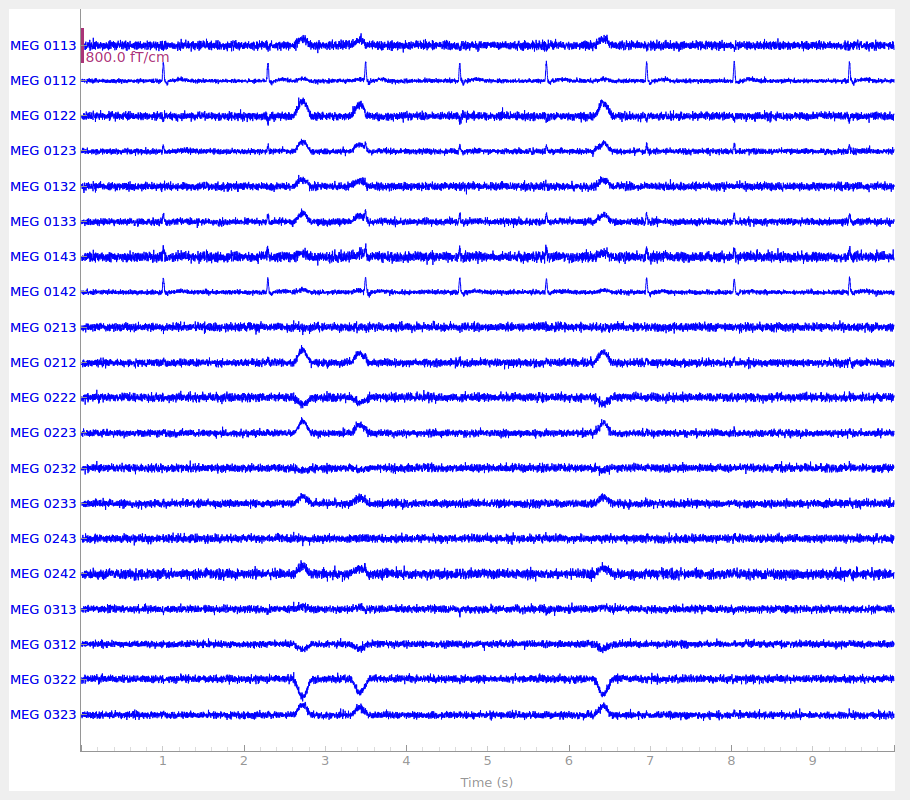 MEG 0113
800.0 fT/cm
MEG 0112
MEG 0122
MEG 0123
MEG 0132
MEG 0133
MEG 0143
MEG 0142
MEG 0213
MEG 0212
MEG 0222
MEG 0223
MEG 0232
MEG 0233
MEG 0243
MEG 0242
MEG 0313
MEG 0312
MEG 0322
MEG 0323
1 2 3 4 5 6 7 8 9
Time (s)